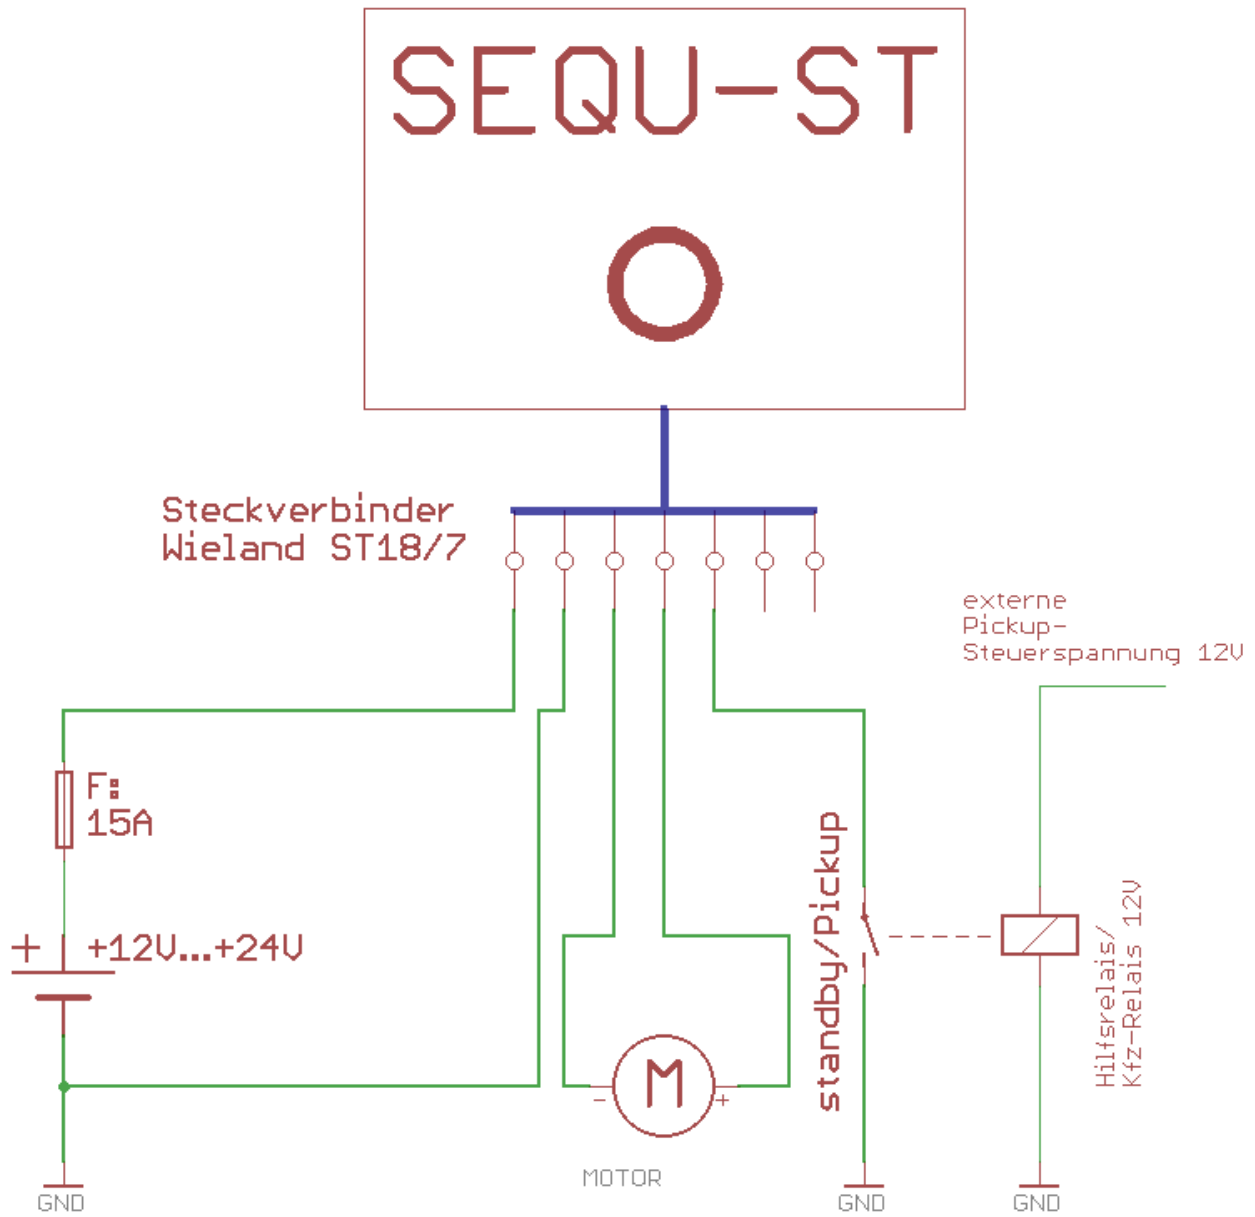 SEQU-ST
Steckverbinder
Wieland ST18/7
externe
Pickup-
Steuerspannung 12V
F:
15A
+
+12V...+24V
standby/Pickup
Hilfsrelais/
Kfz-Relais 12V
M
-
+
MOTOR
GND
GND
GND